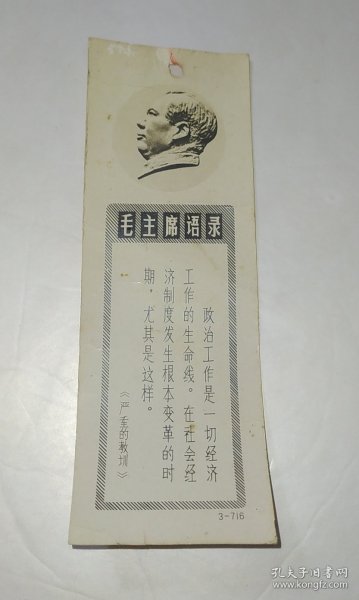 毛主席语录
政治工作是一切经济
工作的生命线。在社会经
济制度发生根本变革的时
期，尤其是这样。
《严重的教训》
3-716
孔夫子旧书网
www.kongfz.com